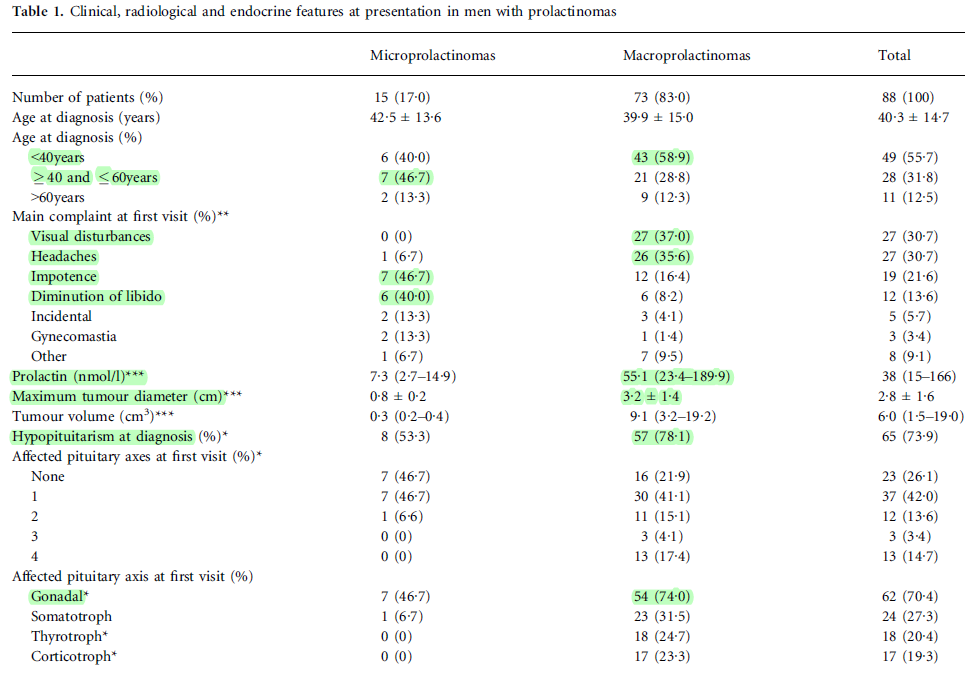 Table 1. Clinical, radiological and endocrine features at presentation in men with prolactinomas
Microprolactinomas Macroprolactinomas Total
Number of patients (%) 15 (17·0) 73 (83·0) 88 (100)
Age at diagnosis (years) 42·5 ± 13·6 39·9 ± 15·0 40·3 ± 14·7
Age at diagnosis (%)
<40years 6 (40·0) 43 (58·9) 49 (55·7)
≥40 and ≤60years 7 (46·7) 21 (28·8) 28 (31·8)
>60years 2 (13·3) 9 (12·3) 11 (12·5)
Main complaint at first visit (%)**
Visual disturbances 0 (0) 27 (37·0) 27 (30·7)
Headaches 1 (6·7) 26 (35·6) 27 (30·7)
Impotence 7 (46·7) 12 (16·4) 19 (21·6)
Diminution of libido 6 (40·0) 6 (8·2) 12 (13·6)
Incidental 2 (13·3) 3 (4·1) 5 (5·7)
Gynecomastia 2 (13·3) 1 (1·4) 3 (3·4)
Other 1 (6·7) 7 (9·5) 8 (9·1)
Prolactin (nmol/l)*** 7·3 (2·7–14·9) 55·1 (23·4–189·9) 38 (15–166)
Maximum tumour diameter (cm)*** 0·8 ± 0·2 3·2 ± 1·4 2·8 ± 1·6
Tumour volume (cm³)*** 0·3 (0·2–0·4) 9·1 (3·2–19·2) 6·0 (1·5–19·0)
Hypopituitarism at diagnosis (%)* 8 (53·3) 57 (78·1) 65 (73·9)
Affected pituitary axes at first visit (%)*
None 7 (46·7) 16 (21·9) 23 (26·1)
1 7 (46·7) 30 (41·1) 37 (42·0)
2 1 (6·6) 11 (15·1) 12 (13·6)
3 0 (0) 3 (4·1) 3 (3·4)
4 0 (0) 13 (17·4) 13 (14·7)
Affected pituitary axis at first visit (%)
Gonadal* 7 (46·7) 54 (74·0) 62 (70·4)
Somatotroph 1 (6·7) 23 (31·5) 24 (27·3)
Thyrotroph* 0 (0) 18 (24·7) 18 (20·4)
Corticotroph* 0 (0) 17 (23·3) 17 (19·3)